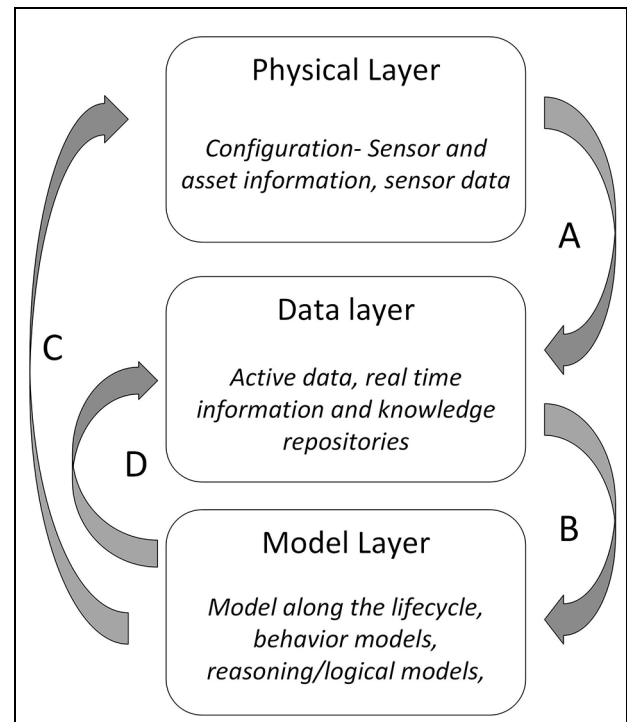 Physical Layer
Configuration- Sensor and
asset information, sensor data
A
Data layer
Active data, real time
information and knowledge
repositories
C
D
B
Model Layer
Model along the lifecycle,
behavior models,
reasoning/logical models,